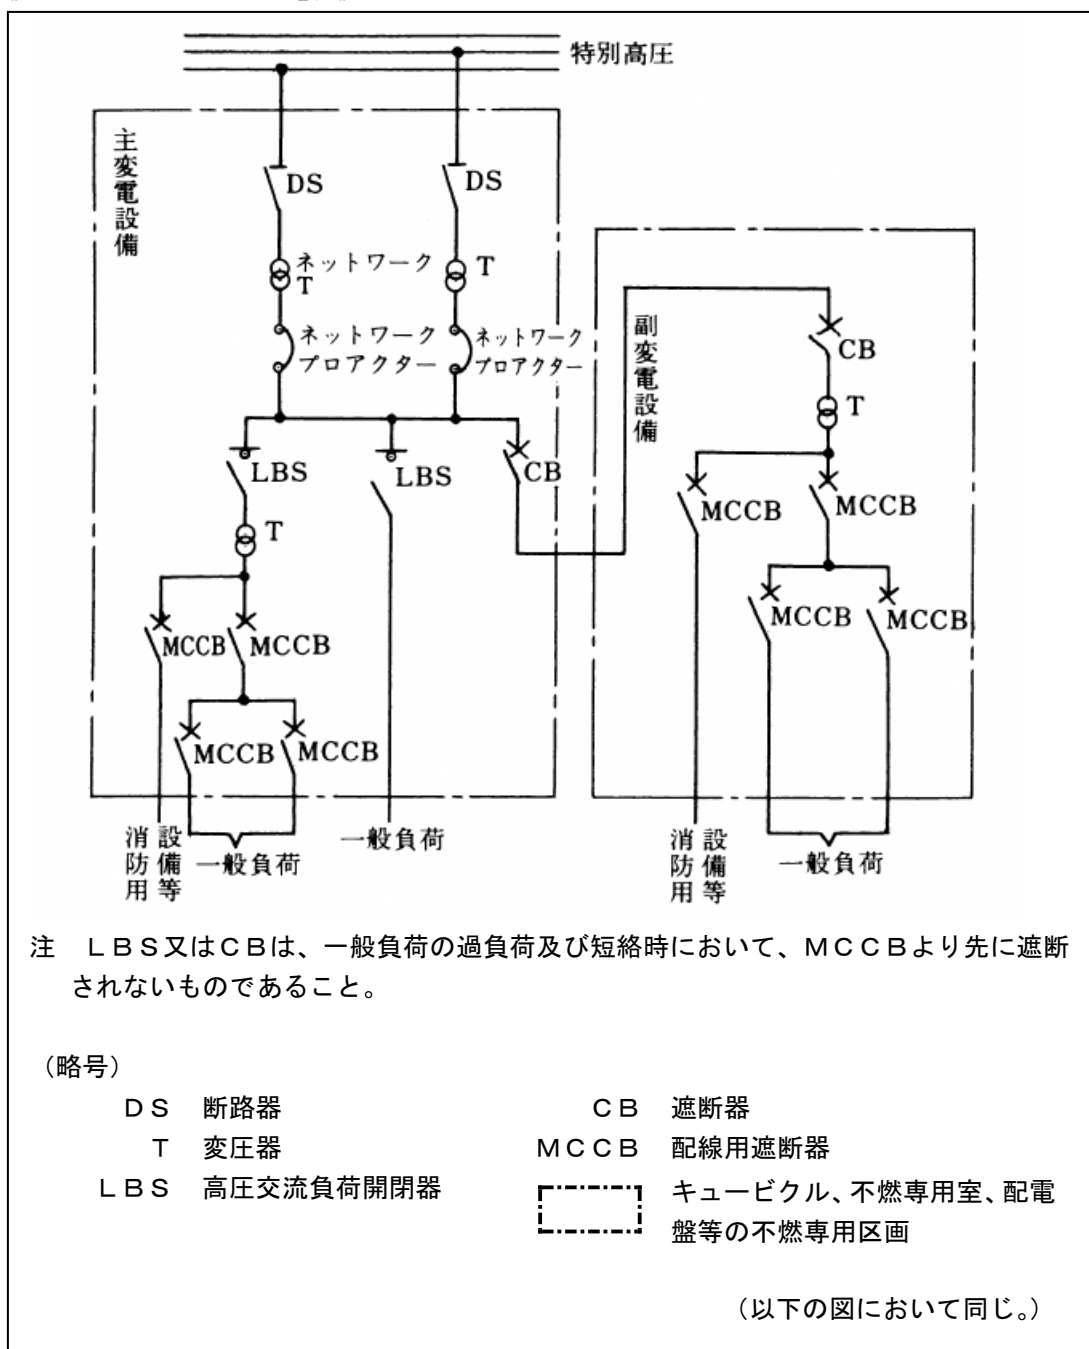 特別高圧
主変電設備
DS
DS
ネットワーク
T
T
ネットワーク
プロアクター
ネットワーク
プロアクター
副変電設備
CB
T
LBS
LBS
CB
MCCB
MCCB
T
MCCB
MCCB
MCCB
MCCB
MCCB
MCCB
消防用
設備等
一般負荷
一般負荷
消防用
設備等
一般負荷
注　ＬＢＳ又はＣＢは、一般負荷の過負荷及び短絡時において、ＭＣＣＢより先に遮断
されないものであること。
（略号）
ＤＳ　断路器　ＣＢ　遮断器
Ｔ　変圧器　ＭＣＣＢ　配線用遮断器
ＬＢＳ　高圧交流負荷開閉器　キュービクル、不燃専用室、配電
盤等の不燃専用区画
（以下の図において同じ。）